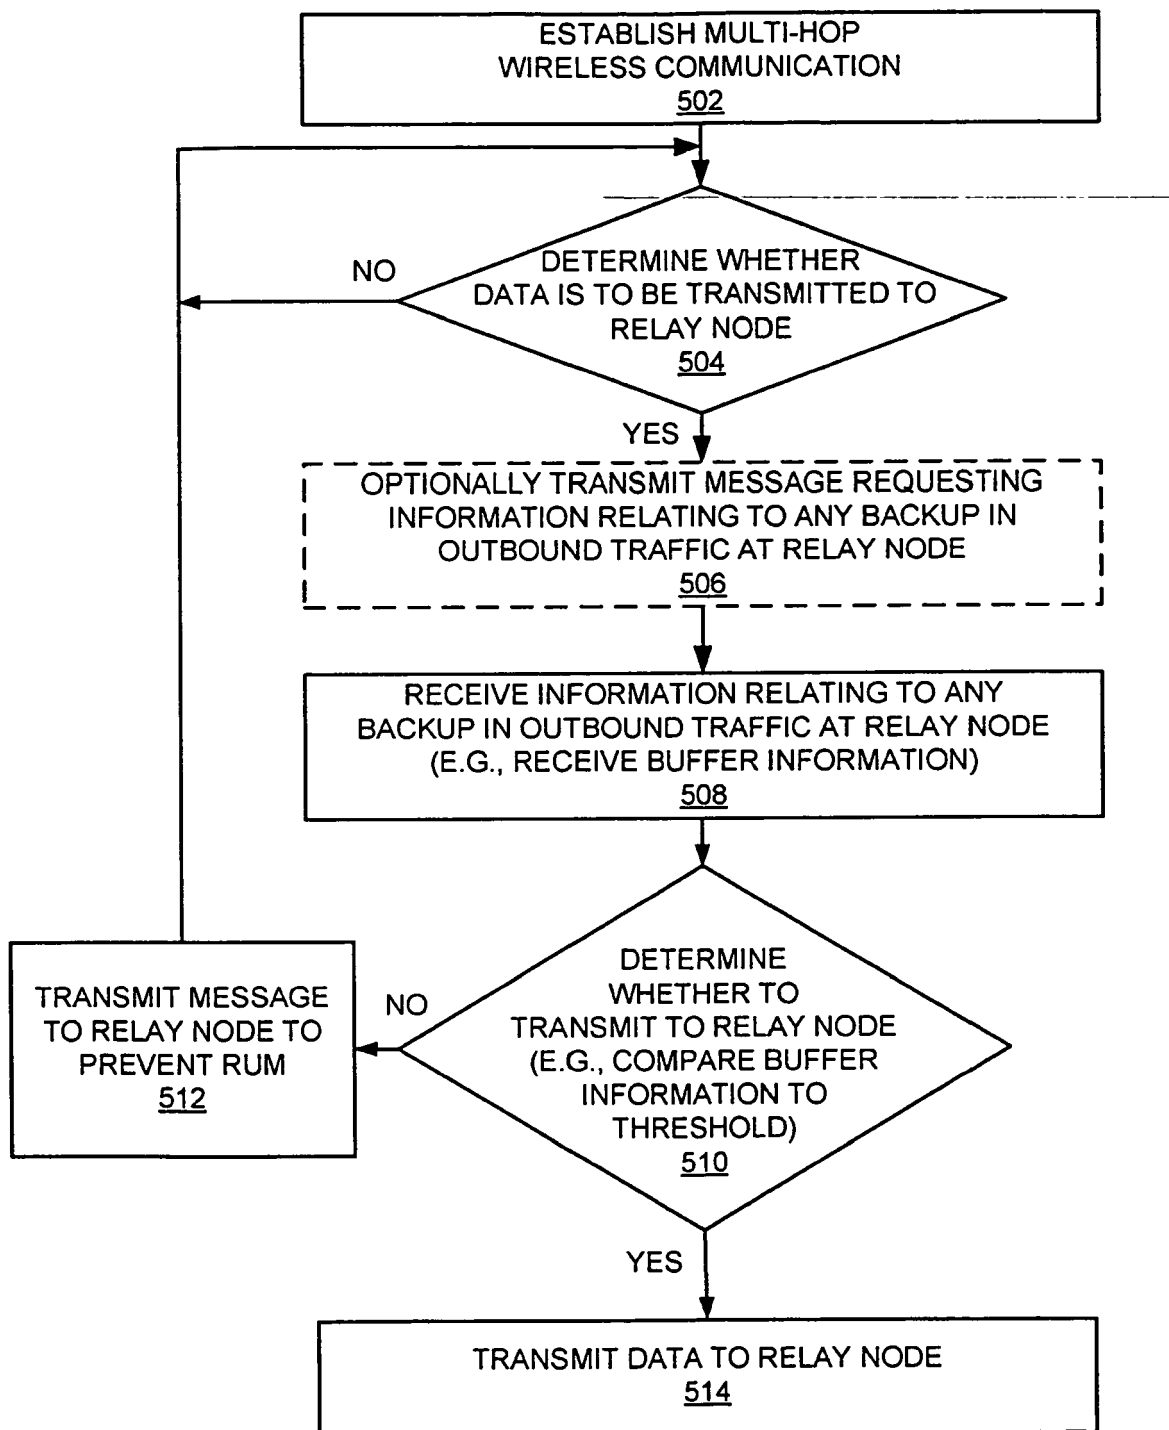 ESTABLISH MULTI-HOP
WIRELESS COMMUNICATION
502
DETERMINE WHETHER
DATA IS TO BE TRANSMITTED TO
RELAY NODE
504
NO
YES
OPTIONALLY TRANSMIT MESSAGE REQUESTING
INFORMATION RELATING TO ANY BACKUP IN
OUTBOUND TRAFFIC AT RELAY NODE
506
RECEIVE INFORMATION RELATING TO ANY
BACKUP IN OUTBOUND TRAFFIC AT RELAY NODE
(E.G., RECEIVE BUFFER INFORMATION)
508
DETERMINE
WHETHER TO
TRANSMIT TO RELAY NODE
(E.G., COMPARE BUFFER
INFORMATION TO
THRESHOLD)
510
NO
TRANSMIT MESSAGE
TO RELAY NODE TO
PREVENT RUM
512
YES
TRANSMIT DATA TO RELAY NODE
514